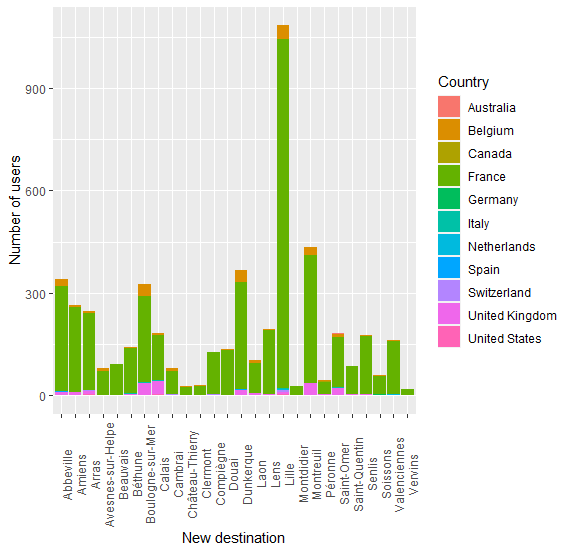 Number of users
900
600
300
0
Abbeville
Amiens
Arras
Avesnes-sur-Helpe
Beauvais
Béthune
Boulogne-sur-Mer
Calais
Cambrai
Château-Thierry
Clermont
Compiègne
Douai
Dunkerque
Laon
Lens
Lille
Montdidier
Montreuil
Péronne
Saint-Omer
Saint-Quentin
Senlis
Soissons
Valenciennes
Vervins
New destination
Country
Australia
Belgium
Canada
France
Germany
Italy
Netherlands
Spain
Switzerland
United Kingdom
United States